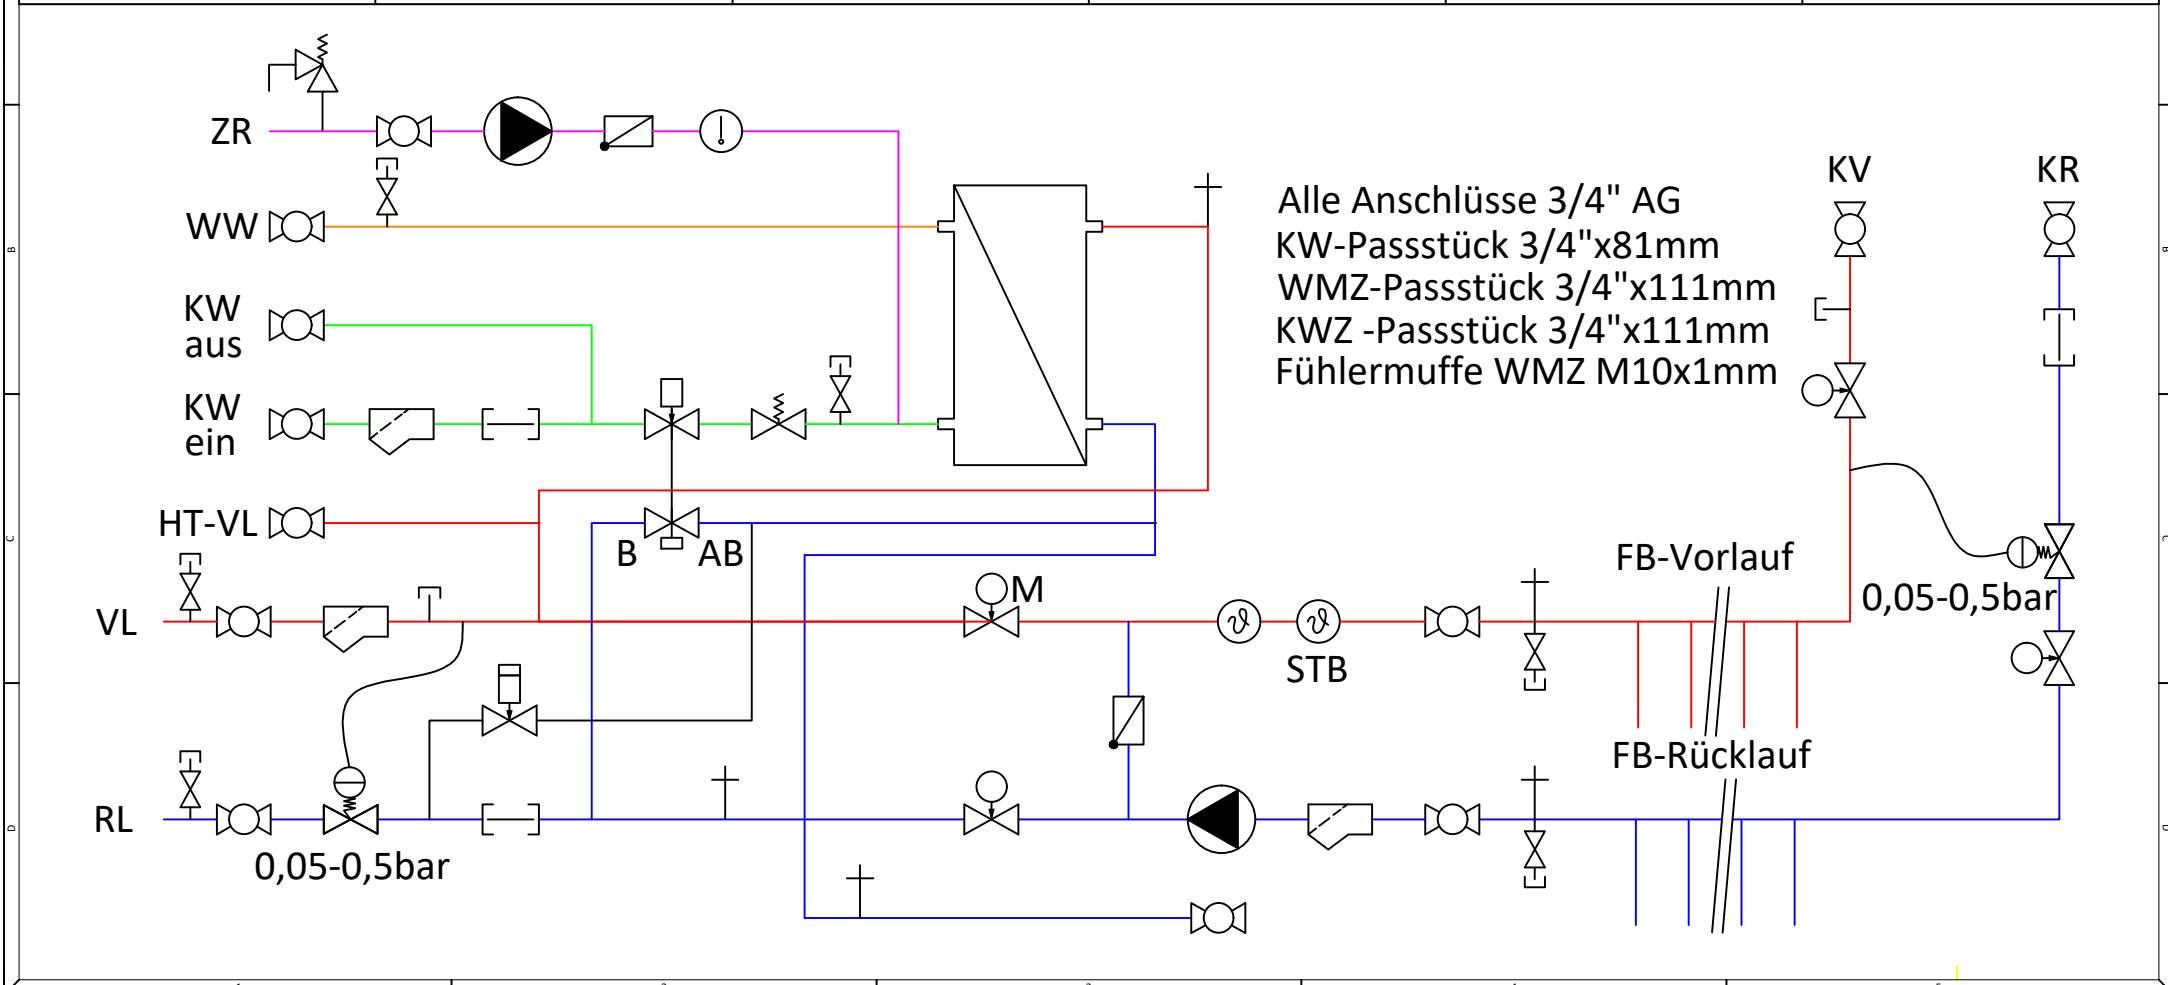 ZR
WW
KW
aus
KW
ein
HT-VL
VL
RL
0,05-0,5bar
B
AB
M
STB
Alle Anschlüsse 3/4" AG
KW-Passstück 3/4"x81mm
WMZ-Passstück 3/4"x111mm
KWZ -Passstück 3/4"x111mm
Fühlermuffe WMZ M10x1mm
KV
KR
FB-Vorlauf
0,05-0,5bar
FB-Rücklauf
B
C
D